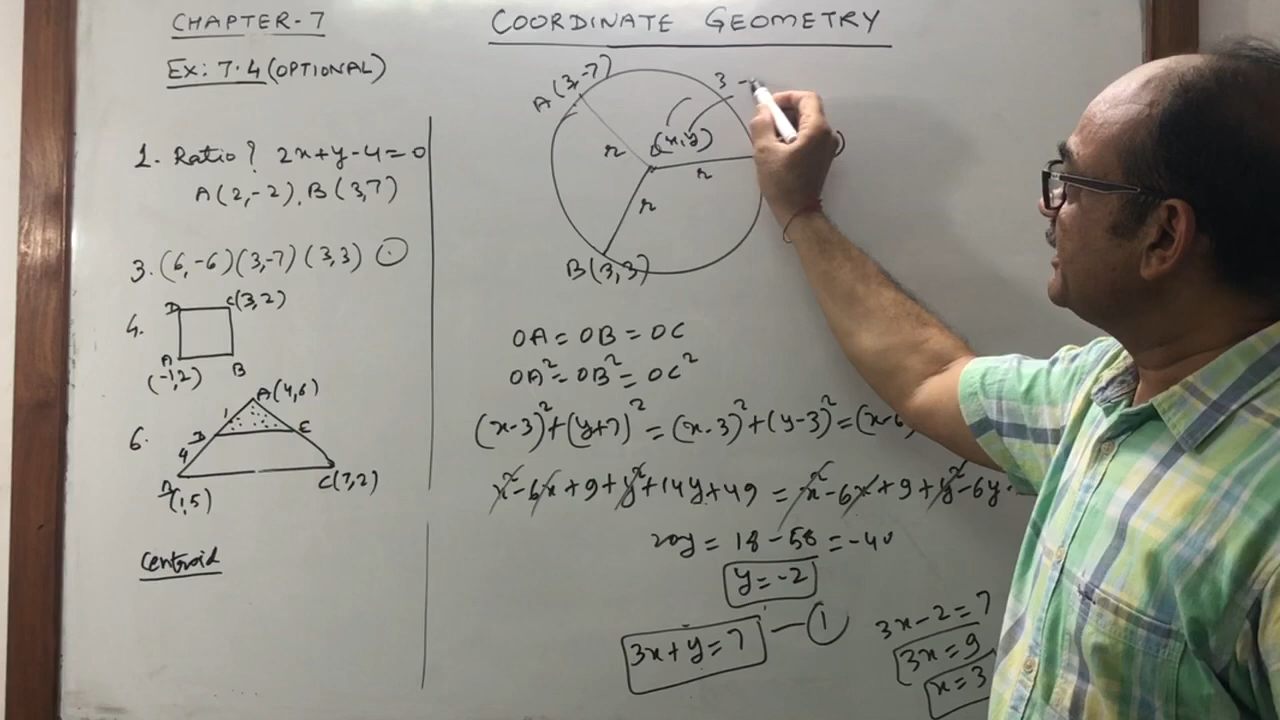 CHAPTER-7
EX: 7.4 (OPTIONAL)
1. Ratio? 2x+y-4=0
A(2,-2), B(3,7)
3. (6,-6)(3,-7)(3,3)
4.
D
C(3,2)
A
(-1,2)
B
6.
A(4,6)
1
D
E
4
(1,5)
C(7,2)
Centroid
COORDINATE GEOMETRY
A(3,-7)
3 -
(x,y)
r
r
r
B(3,3)
OA = OB = OC
OA² = OB² = OC²
(x-3)²+(y+7)² = (x-3)²+(y-3)² = (x-6)
x²-6x+9+y²+14y+49 = x²-6x+9+y²-6y
20y = 18-58 = -40
y=-2
3x+y=7 — 1
3x-2=7
3x=9
x=3